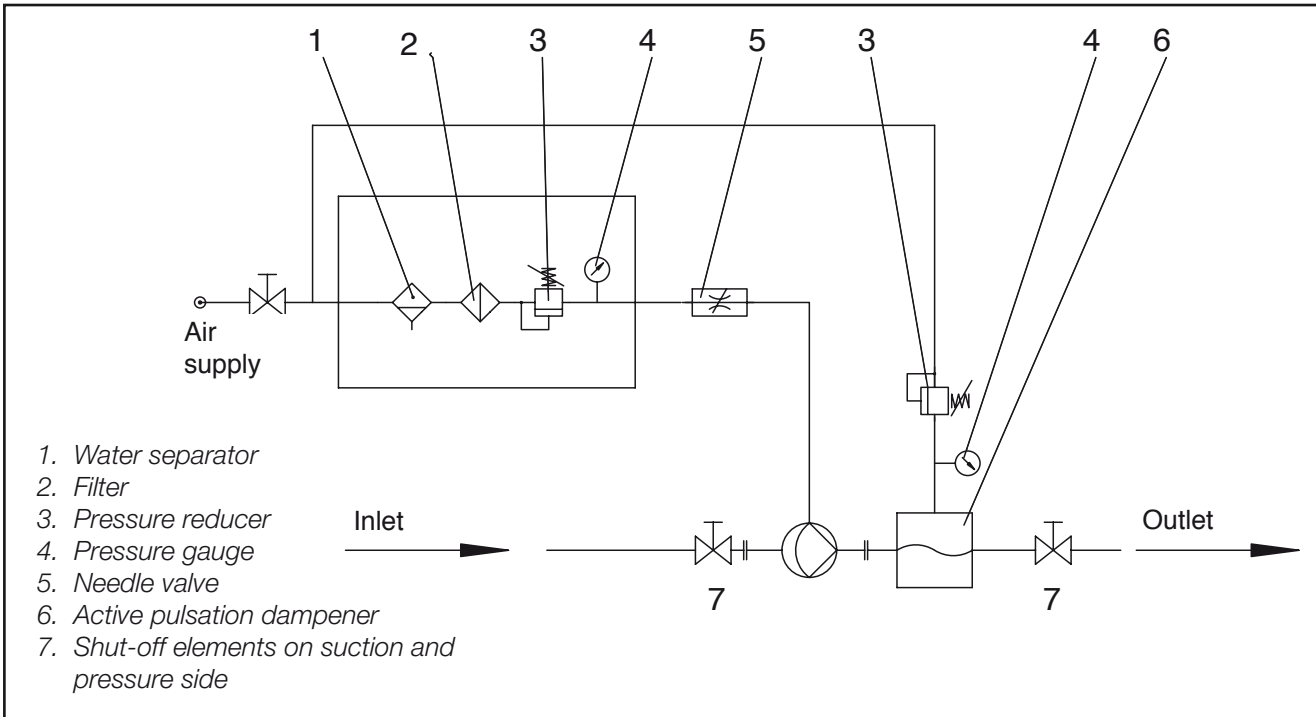 1 2 3 4 5 3 4 6
Air
supply
1. Water separator
2. Filter
3. Pressure reducer
4. Pressure gauge
5. Needle valve
6. Active pulsation dampener
7. Shut-off elements on suction and
pressure side
Inlet
Outlet
7 7